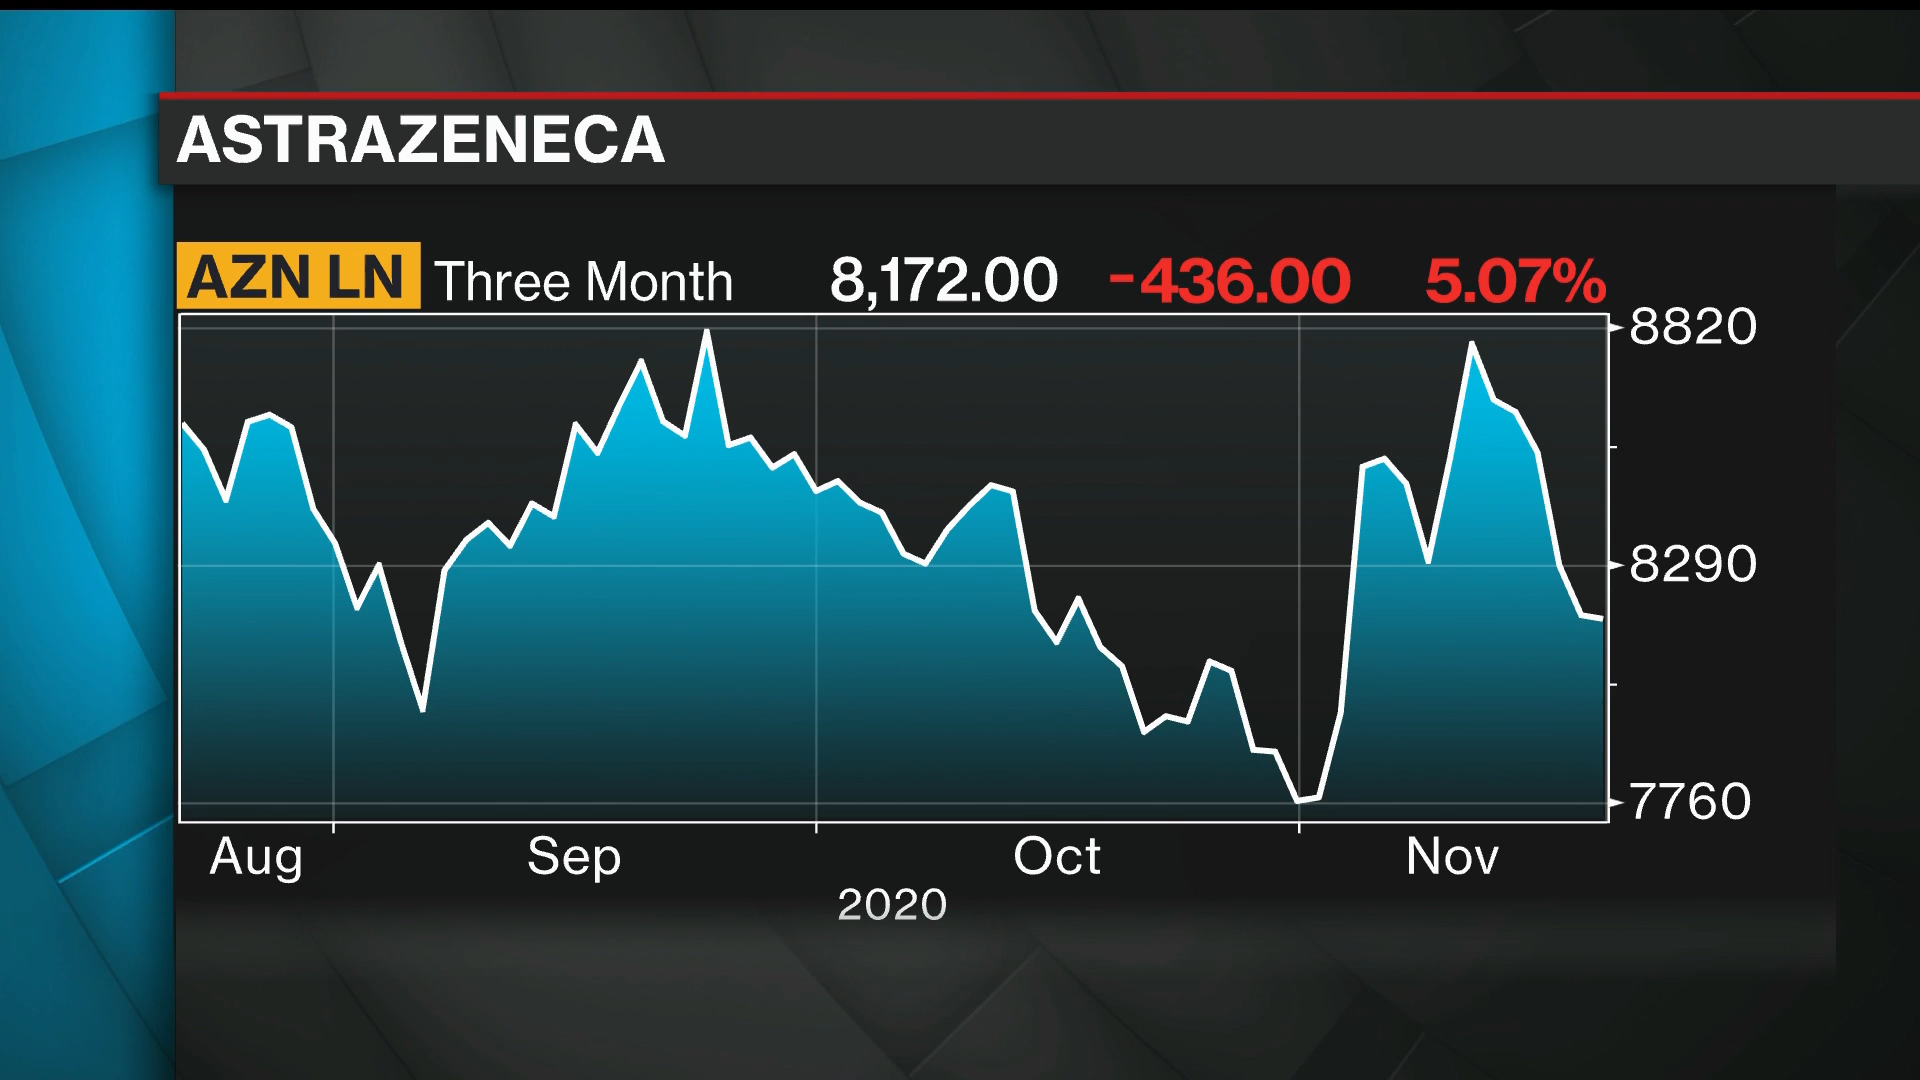 ASTRAZENECA
AZN LN Three Month 8,172.00 -436.00 5.07%
8820
8290
7760
Aug Sep Oct Nov
2020